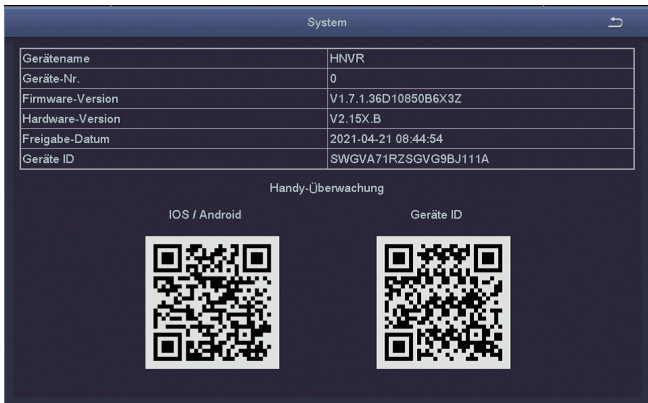 System
Gerätename HNVR
Geräte-Nr. 0
Firmware-Version V1.7.1.36D10850B6X3Z
Hardware-Version V2.15X.B
Freigabe-Datum 2021-04-21 08:44:54
Geräte ID SWGVA71RZSGVG9BJ111A
Handy-Überwachung
IOS / Android Geräte ID